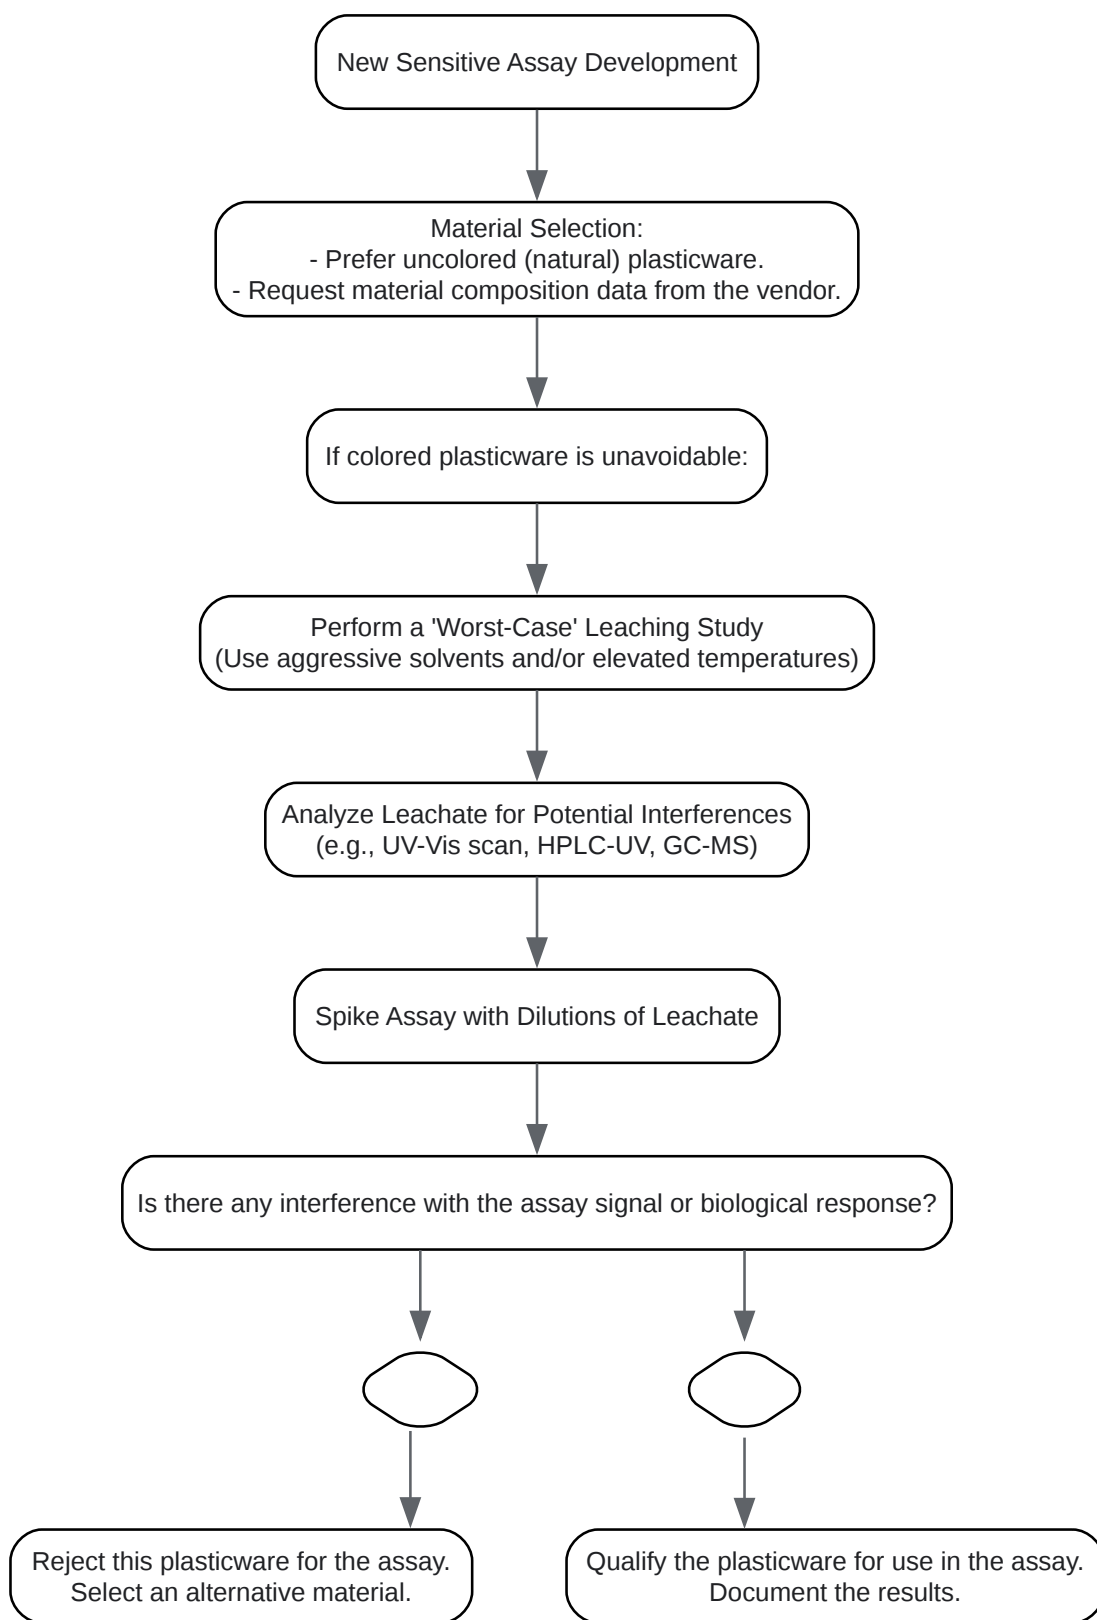 New Sensitive Assay Development
Material Selection:
- Prefer uncolored (natural) plasticware.
- Request material composition data from the vendor.
If colored plasticware is unavoidable:
Perform a 'Worst-Case' Leaching Study
(Use aggressive solvents and/or elevated temperatures)
Analyze Leachate for Potential Interferences
(e.g., UV-Vis scan, HPLC-UV, GC-MS)
Spike Assay with Dilutions of Leachate
Is there any interference with the assay signal or biological response?
Reject this plasticware for the assay.
Select an alternative material.
Qualify the plasticware for use in the assay.
Document the results.